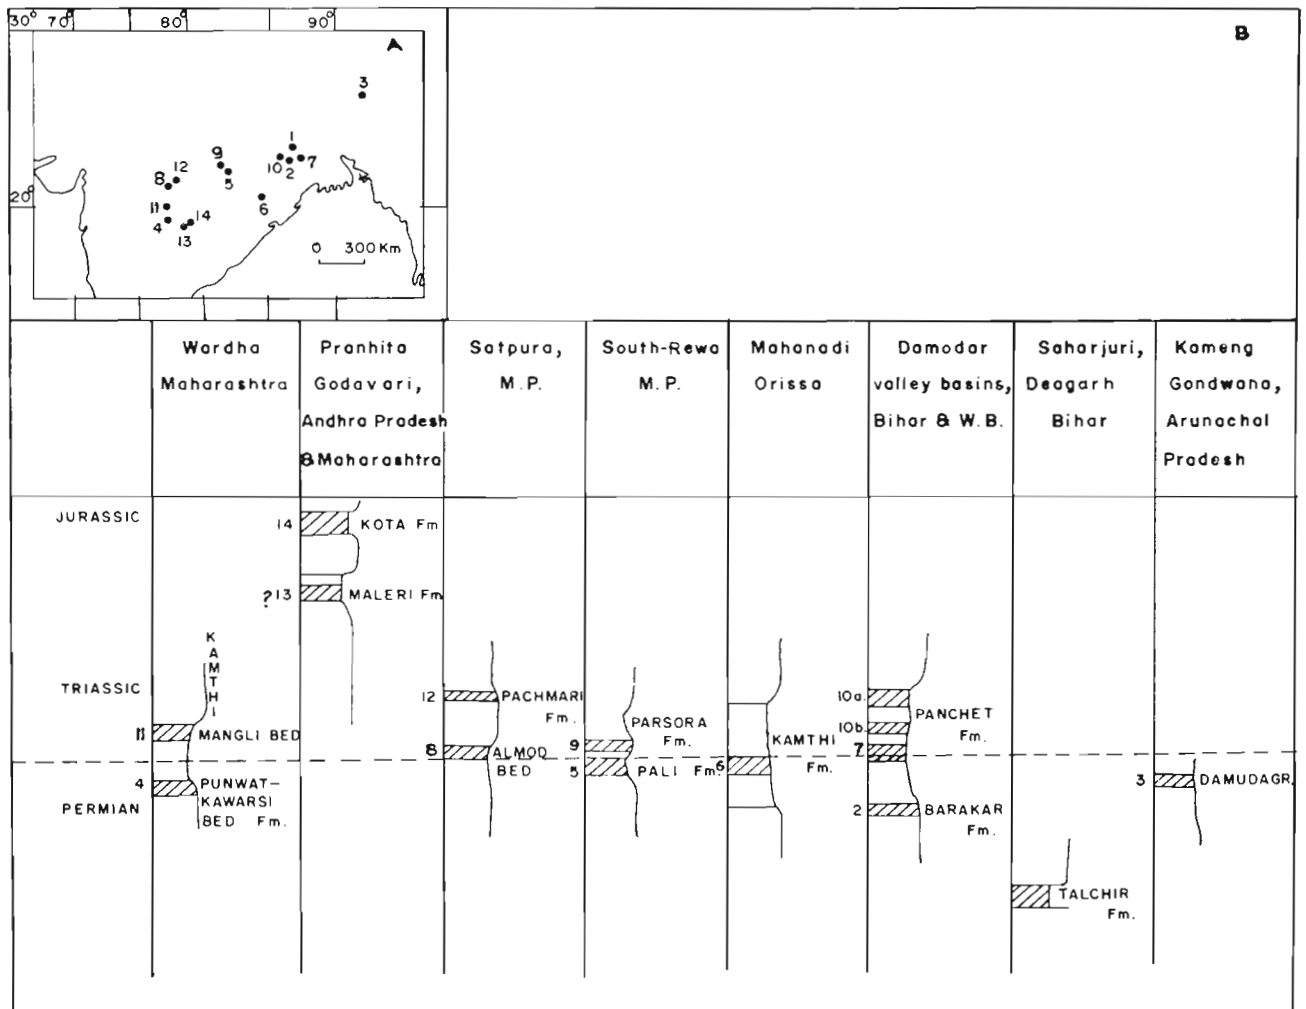 30° 70° 80° 90°
A
B
3
1
9
10 2 7
12
8
5
20°
11
6
4
14
13
0 300 Km
Wardha
Maharashtra
Pranhita
Godavari,
Andhra Pradesh
&Maharashtra
Satpura,
M.P.
South-Rewa
M.P.
Mahanadi
Orissa
Damodar
valley basins,
Bihar & W.B.
Saharjuri,
Deogarh
Bihar
Kameng
Gondwana,
Arunachal
Pradesh
JURASSIC
TRIASSIC
PERMIAN
KAMTHI
11 MANGLI BED
4 PUNWAT-
KAWARSI
BED Fm.
14 KOTA Fm
?13 MALERI Fm
12 PACHMARI
Fm.
8 ALMOD
BED
PARSORA
9 Fm.
5 PALI Fm.
KAMTHI
6 Fm.
10a.
PANCHET
10b. Fm.
7
2 BARAKAR
Fm.
TALCHIR
Fm.
3 DAMUDAGR.